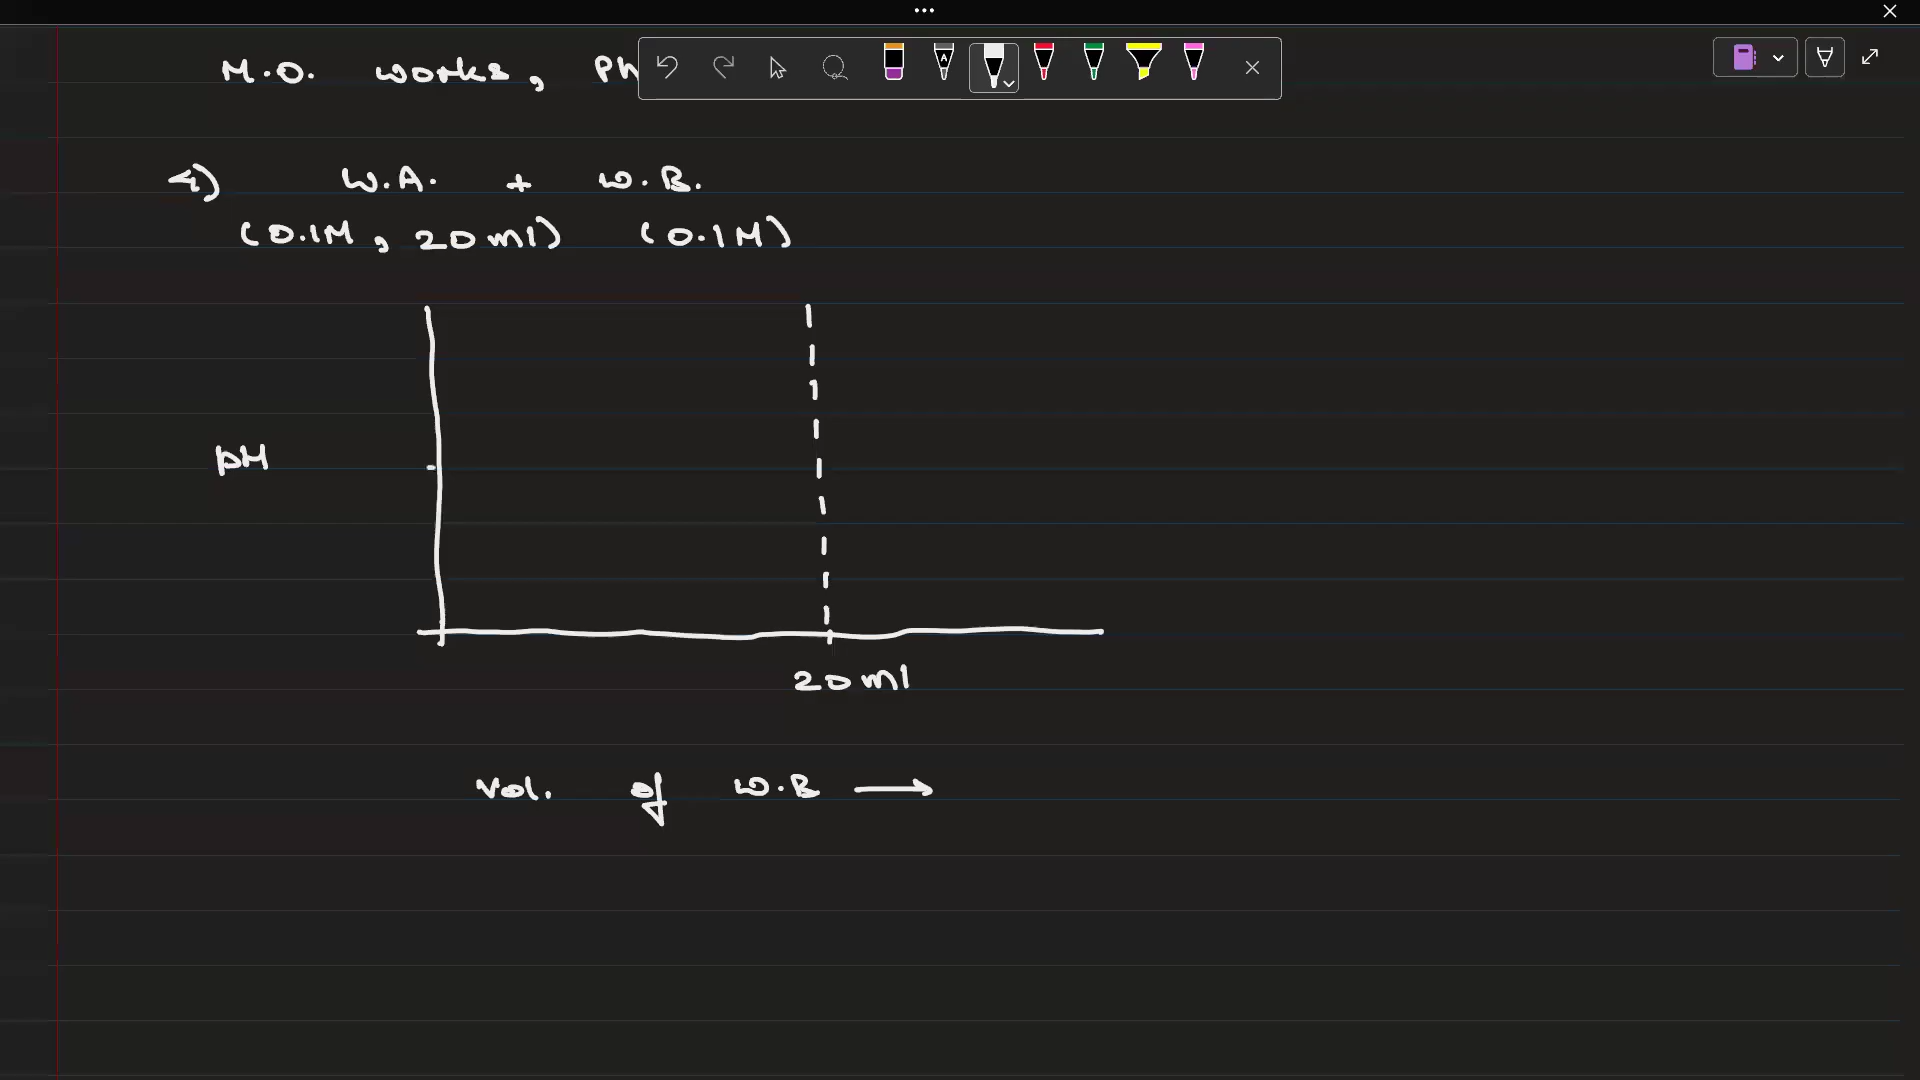 M.O. works, Ph
4) W.A. + W.B.
(0.1M, 20ml) (0.1M)
pH
20ml
Vol. of W.B →